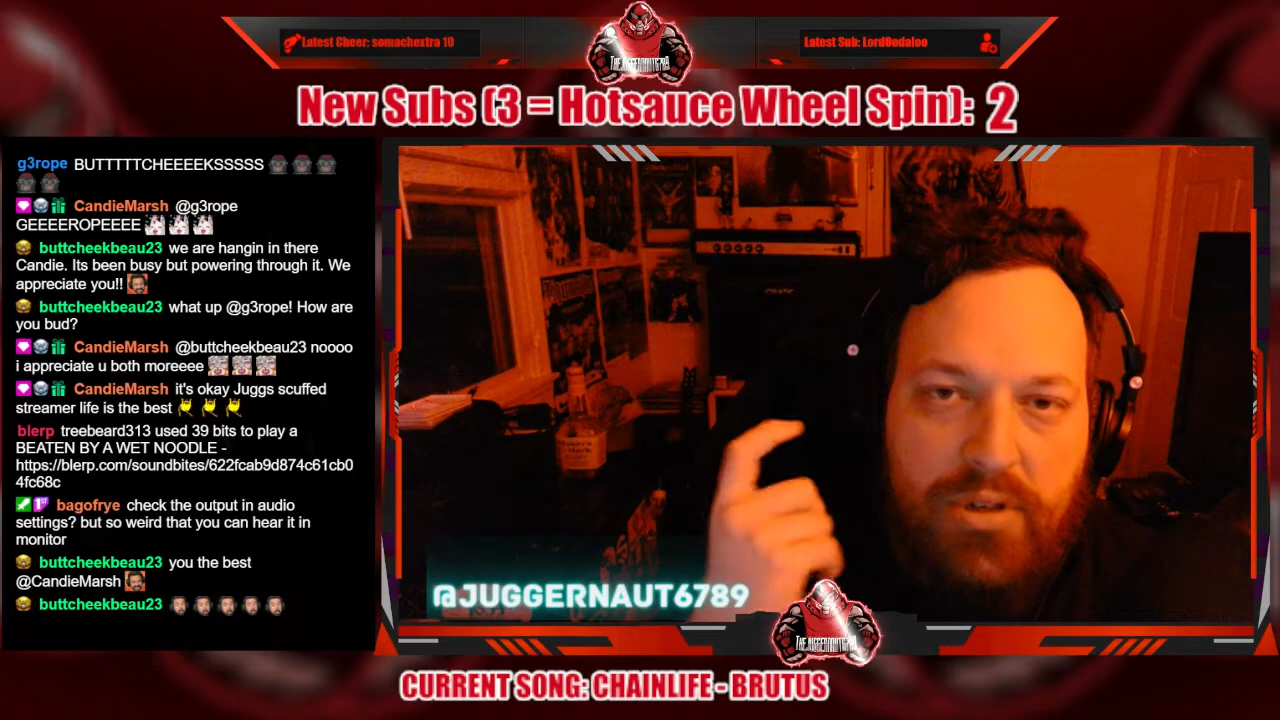 Latest Cheer: somachextra 10
Latest Sub: LordOodaloo
THEJUGGERNAUT6789
New Subs (3 = Hotsauce Wheel Spin): 2
g3rope BUTTTTTCHEEEEKSSSSS
CandieMarsh @g3rope
GEEEEROPEEEE
buttcheekbeau23 we are hangin in there
Candie. Its been busy but powering through it. We
appreciate you!!
buttcheekbeau23 what up @g3rope! How are
you bud?
CandieMarsh @buttcheekbeau23 noooo
i appreciate u both moreeee
CandieMarsh it's okay Juggs scuffed
streamer life is the best
blerp treebeard313 used 39 bits to play a
BEATEN BY A WET NOODLE -
https://blerp.com/soundbites/622fcab9d874c61cb0
4fc68c
bagofrye check the output in audio
settings? but so weird that you can hear it in
monitor
buttcheekbeau23 you the best
@CandieMarsh
buttcheekbeau23
Maker's
Mark
@JUGGERNAUT6789
THEJUGGERNAUT6789
CURRENT SONG: CHAINLIFE - BRUTUS